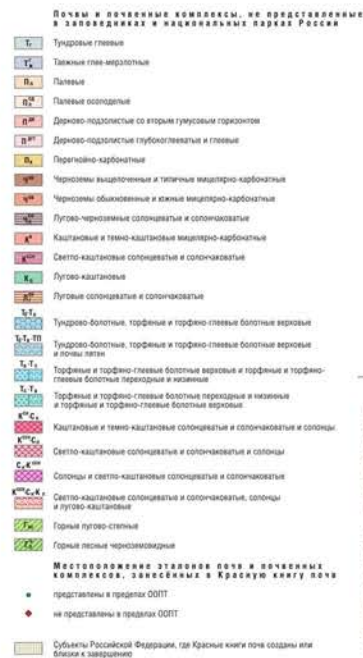 Почвы и почвенные комплексы, не представленные
в заповедниках и национальных парках России
Тундровые глеевые
Таежные глее-мерзлотные
Палевые
Палевые осолоделые
Дерново-подзолистые со вторым гумусовым горизонтом
Дерново-подзолистые глубокоглееватые и глеевые
Перегнойно-карбонатные
Черноземы выщелоченные и типичные мицелярно-карбонатные
Черноземы обыкновенные и южные мицелярно-карбонатные
Лугово-черноземные солонцеватые и солончаковатые
Каштановые и темно-каштановые мицелярно-карбонатные
Светло-каштановые солонцеватые и солончаковатые
Лугово-каштановые
Луговые солонцеватые и солончаковатые
Тундрово-болотные, торфяные и торфяно-глеевые болотные верховые
Тундрово-болотные, торфяные и торфяно-глеевые болотные верховые
и почвы пятен
Торфяные и торфяно-глеевые болотные верховые и торфяные и торфяно-
глеевые болотные переходные и низинные
Торфяные и торфяно-глеевые болотные переходные и низинные
и торфяные и торфяно-глеевые болотные верховые
Каштановые и темно-каштановые солонцеватые и солончаковатые и солонцы
Светло-каштановые солонцеватые и солончаковатые и солонцы
Солонцы и светло-каштановые солонцеватые и солончаковатые
Светло-каштановые солонцеватые и солончаковатые, солонцы
и лугово-каштановые
Горные лугово-степные
Горные лесные черноземовидные
Местоположение эталонов почв и почвенных
комплексов, занесённых в Красную книгу почв
представлены в пределах ООПТ
не представлены в пределах ООПТ
Субъекты Российской Федерации, где Красные книги почв созданы или
близки к завершению